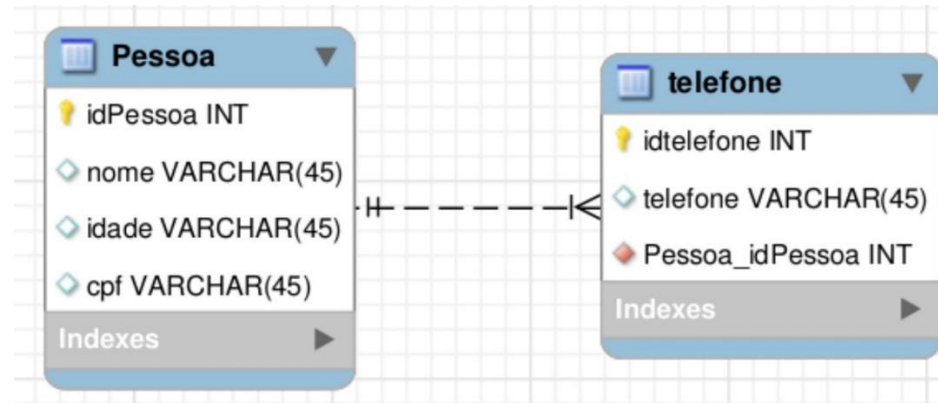 Pessoa
idPessoa INT
nome VARCHAR(45)
idade VARCHAR(45)
cpf VARCHAR(45)
Indexes
telefone
idtelefone INT
telefone VARCHAR(45)
Pessoa_idPessoa INT
Indexes